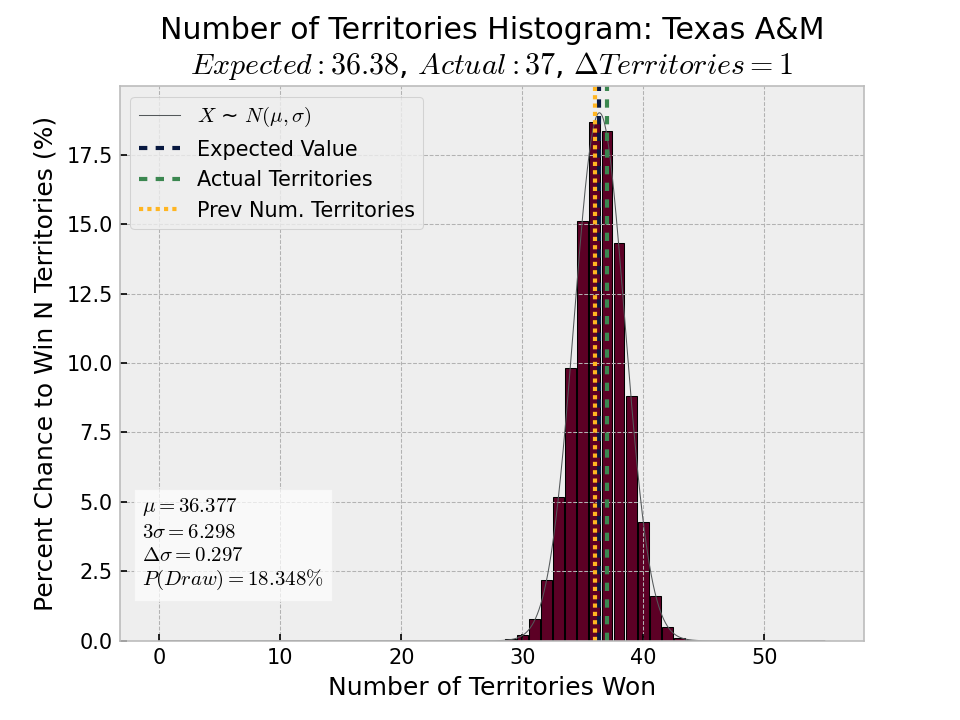 Number of Territories Histogram: Texas A&M
Expected : 36.38, Actual : 37, ΔTerritories = 1
Percent Chance to Win N Territories (%)
17.5
15.0
12.5
10.0
7.5
5.0
2.5
0.0
X ~ N(μ, σ)
Expected Value
Actual Territories
Prev Num. Territories
μ = 36.377
3σ = 6.298
Δσ = 0.297
P(Draw) = 18.348%
0 10 20 30 40 50
Number of Territories Won